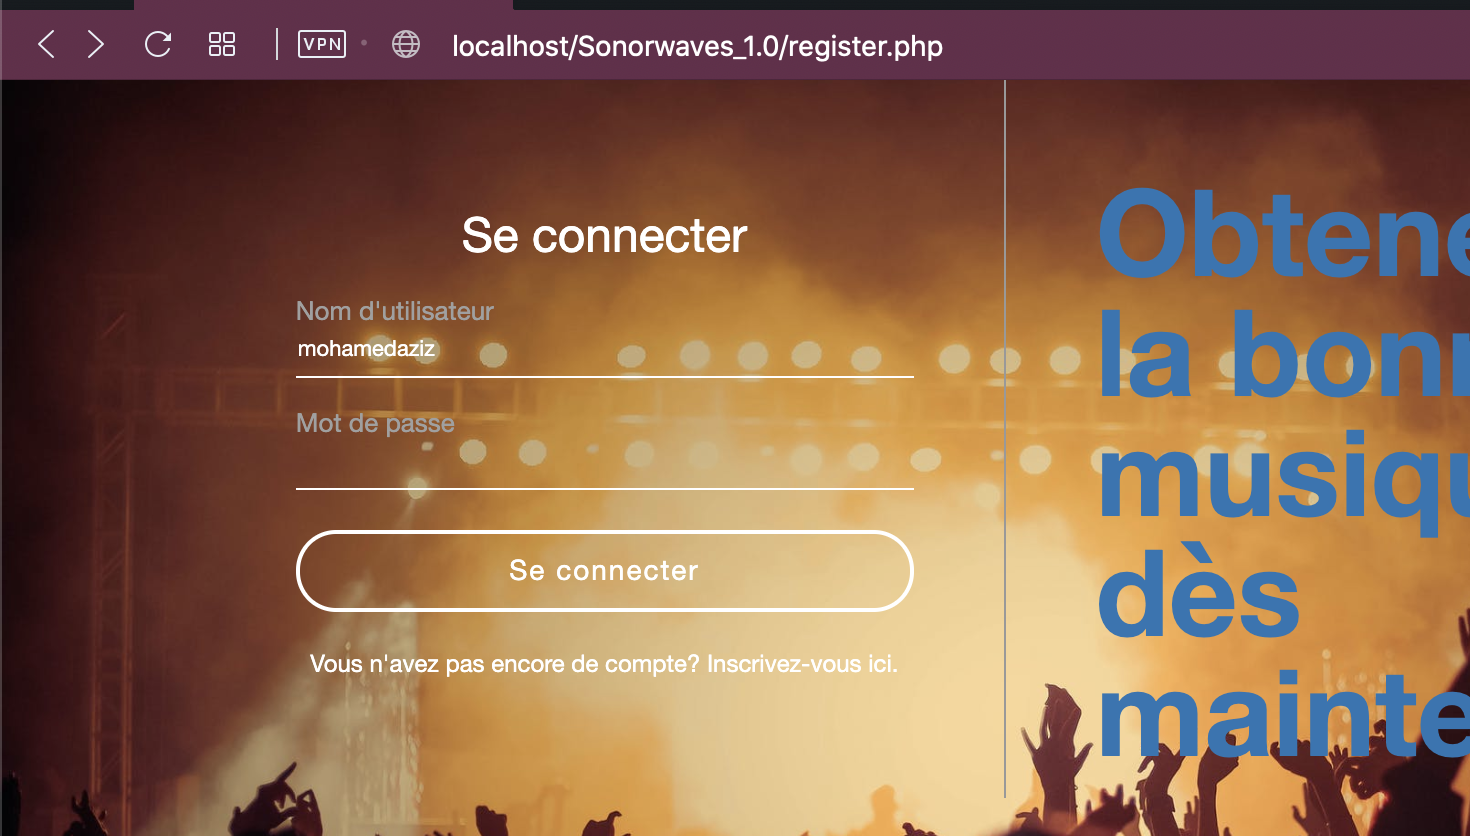 VPN
localhost/Sonorwaves_1.0/register.php
Se connecter
Nom d'utilisateur
mohamedaziz
Mot de passe
Se connecter
Vous n'avez pas encore de compte? Inscrivez-vous ici.
Obtene
la bonn
musiqu
dès
mainte